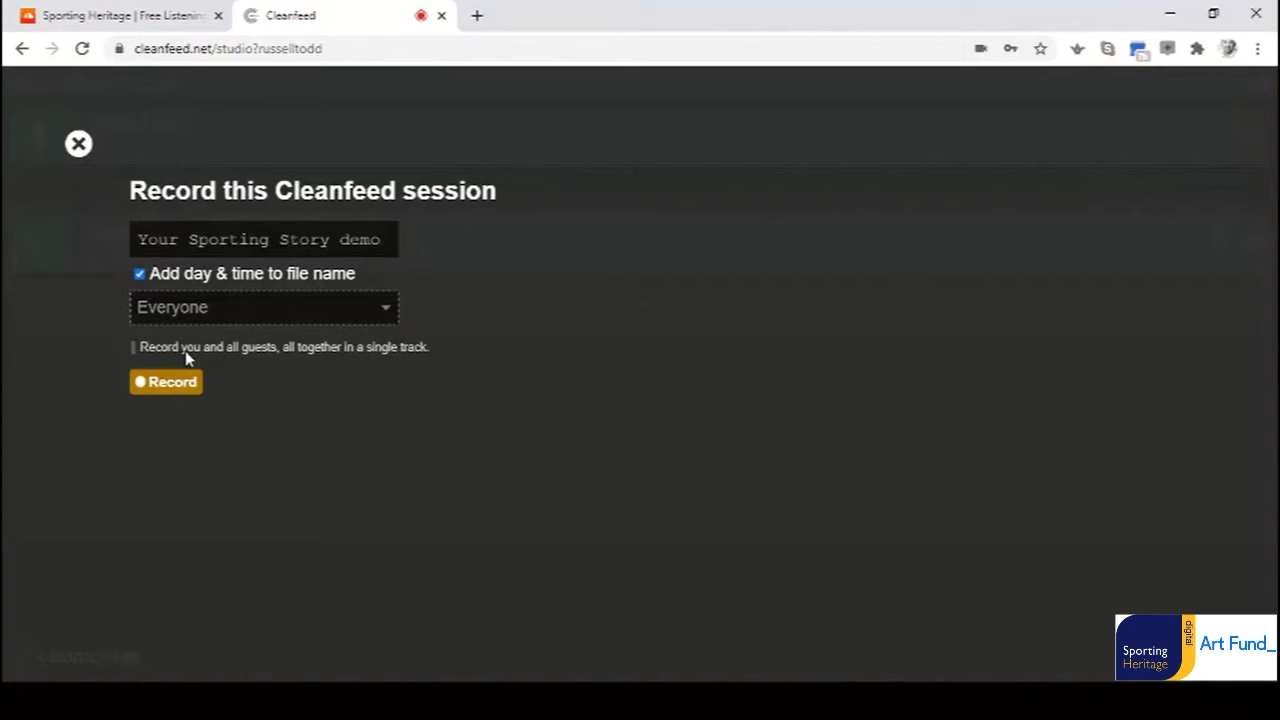 Sporting Heritage | Free Listening
Cleanfeed
cleanfeed.net/studio?russelltodd
Record this Cleanfeed session
Your Sporting Story demo
Add day & time to file name
Everyone
Record you and all guests, all together in a single track.
Record
Sporting
Heritage
digital
Art Fund_